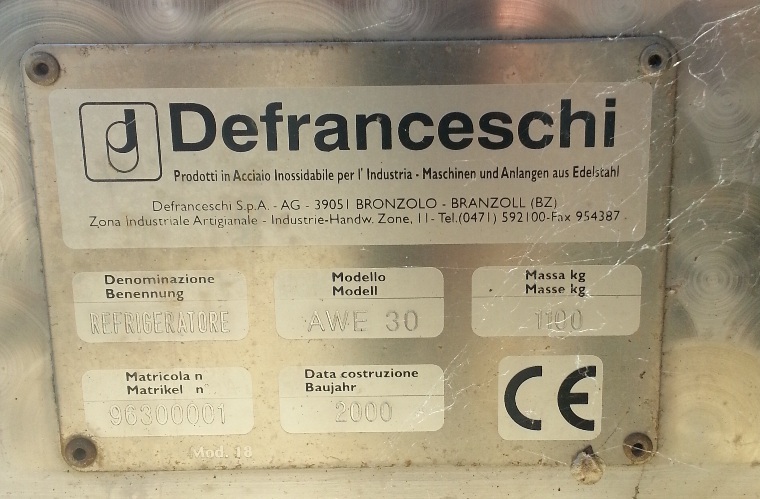 Defranceschi
Prodotti in Acciaio Inossidabile per l' Industria - Maschinen und Anlangen aus Edelstahl
Defranceschi S.p.A. - AG - 39051 BRONZOLO - BRANZOLL (BZ)
Zona Industriale Artigianale - Industrie-Handw. Zone, 11 - Tel.(0471) 592100-Fax 954387
Denominazione
Benennung
REFRIGERATORE
Modello
Modell
AWE 30
Massa kg
Masse kg
1100
Matricola n
Matrikel n°
96300001
Data costruzione
Baujahr
2000
CE
Mod. 18